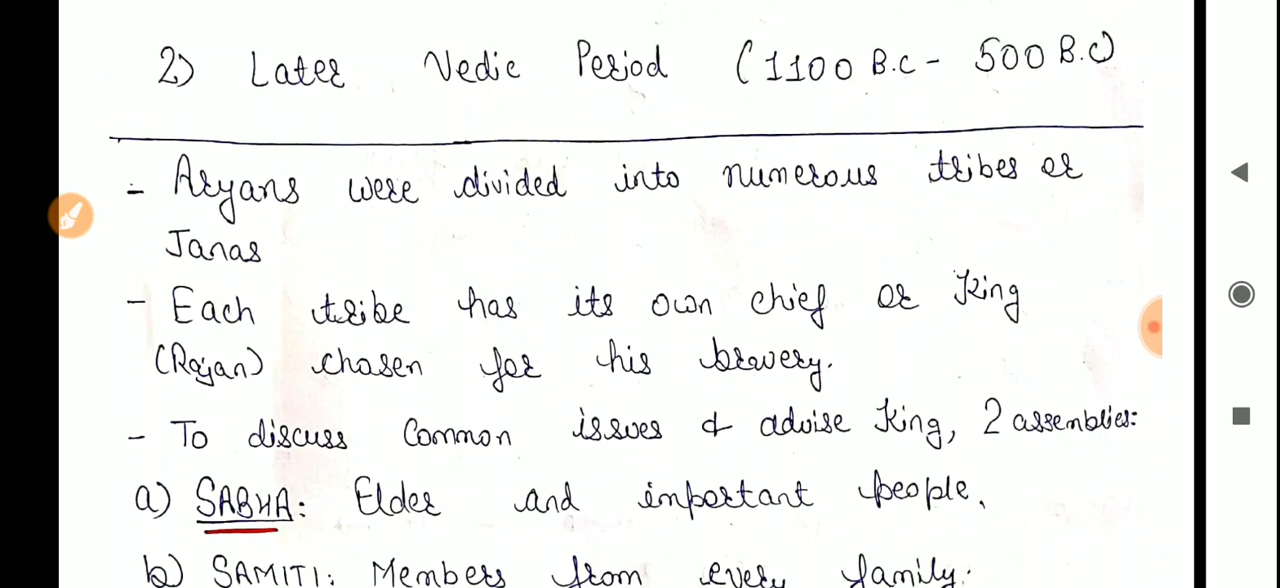 2) Later Vedic Period (1100 B.C - 500 B.C)
- Aryans were divided into numerous tribes or
Janas
- Each tribe has its own chief or King
(Rajan) chosen for his brewery.
- To discuss common issues & advise King, 2 assemblies:
a) SABHA: Elder and important people.
b) SAMITI: Members from every family.